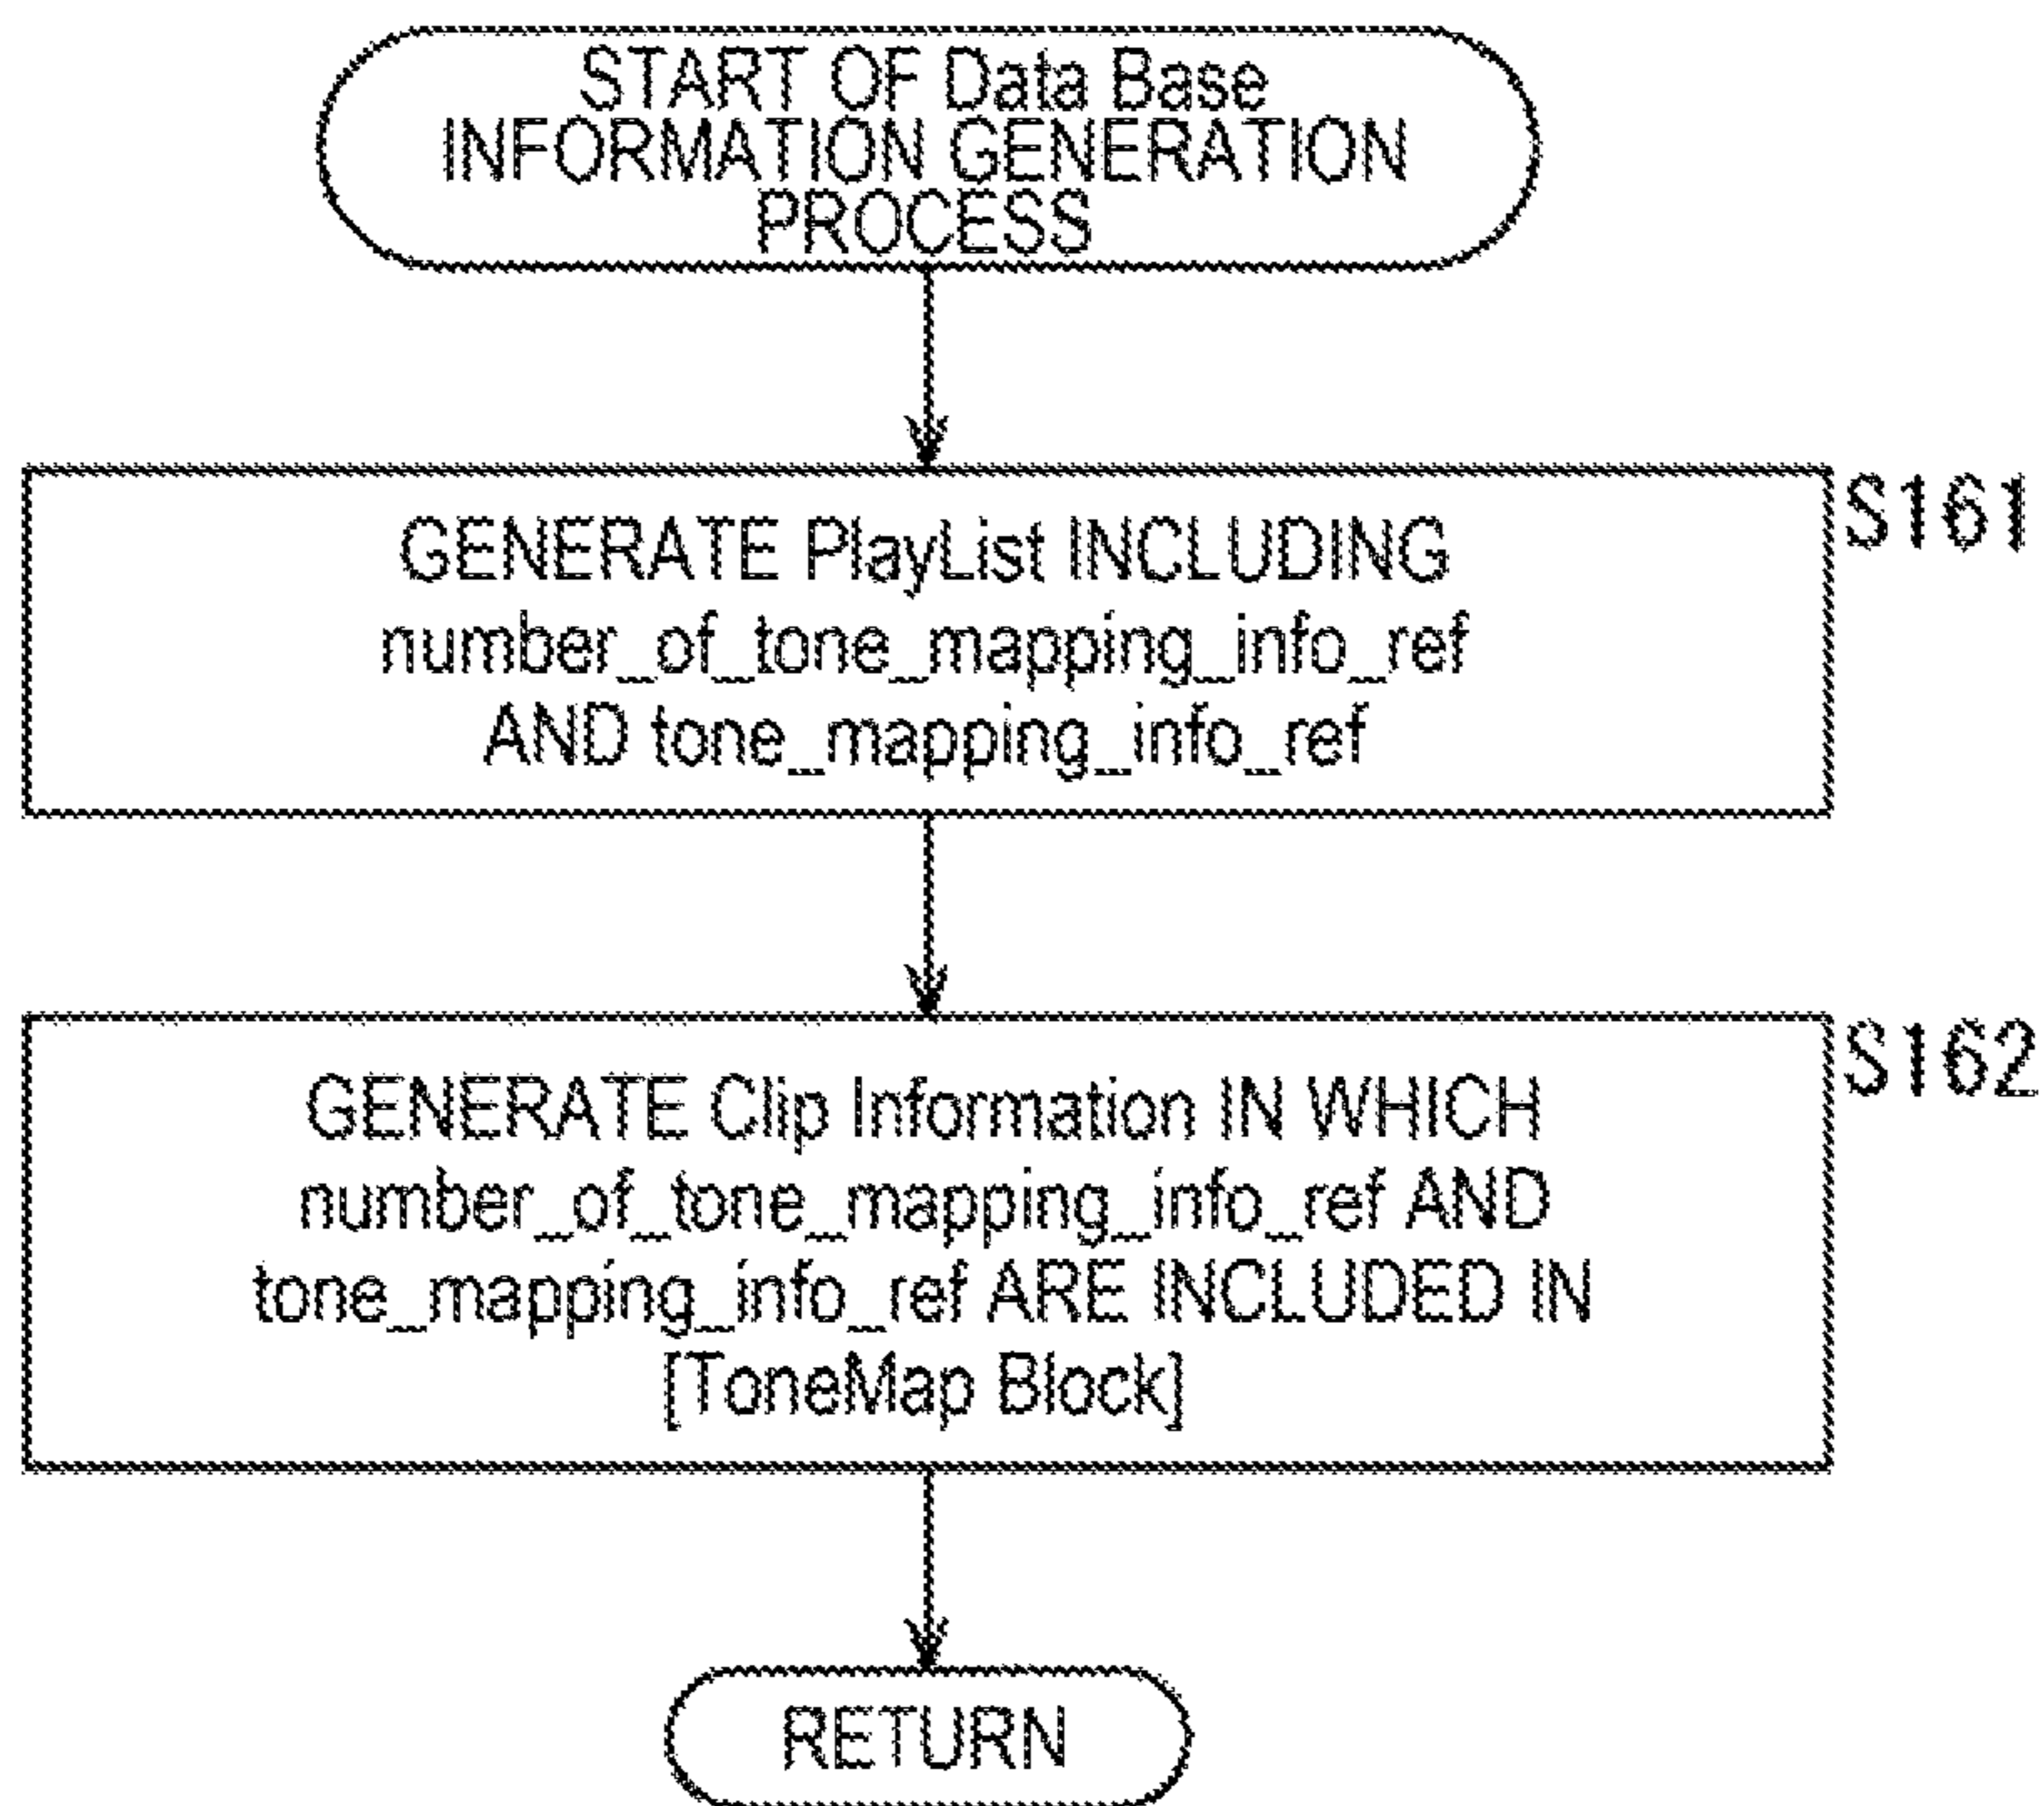 START OF Data Base
INFORMATION GENERATION
PROCESS
S161
GENERATE PlayList INCLUDING
number_of_tone_mapping_info_ref
AND tone_mapping_info_ref
S162
GENERATE Clip Information IN WHICH
number_of_tone_mapping_info_ref AND
tone_mapping_info_ref ARE INCLUDED IN
[ToneMap Block]
RETURN